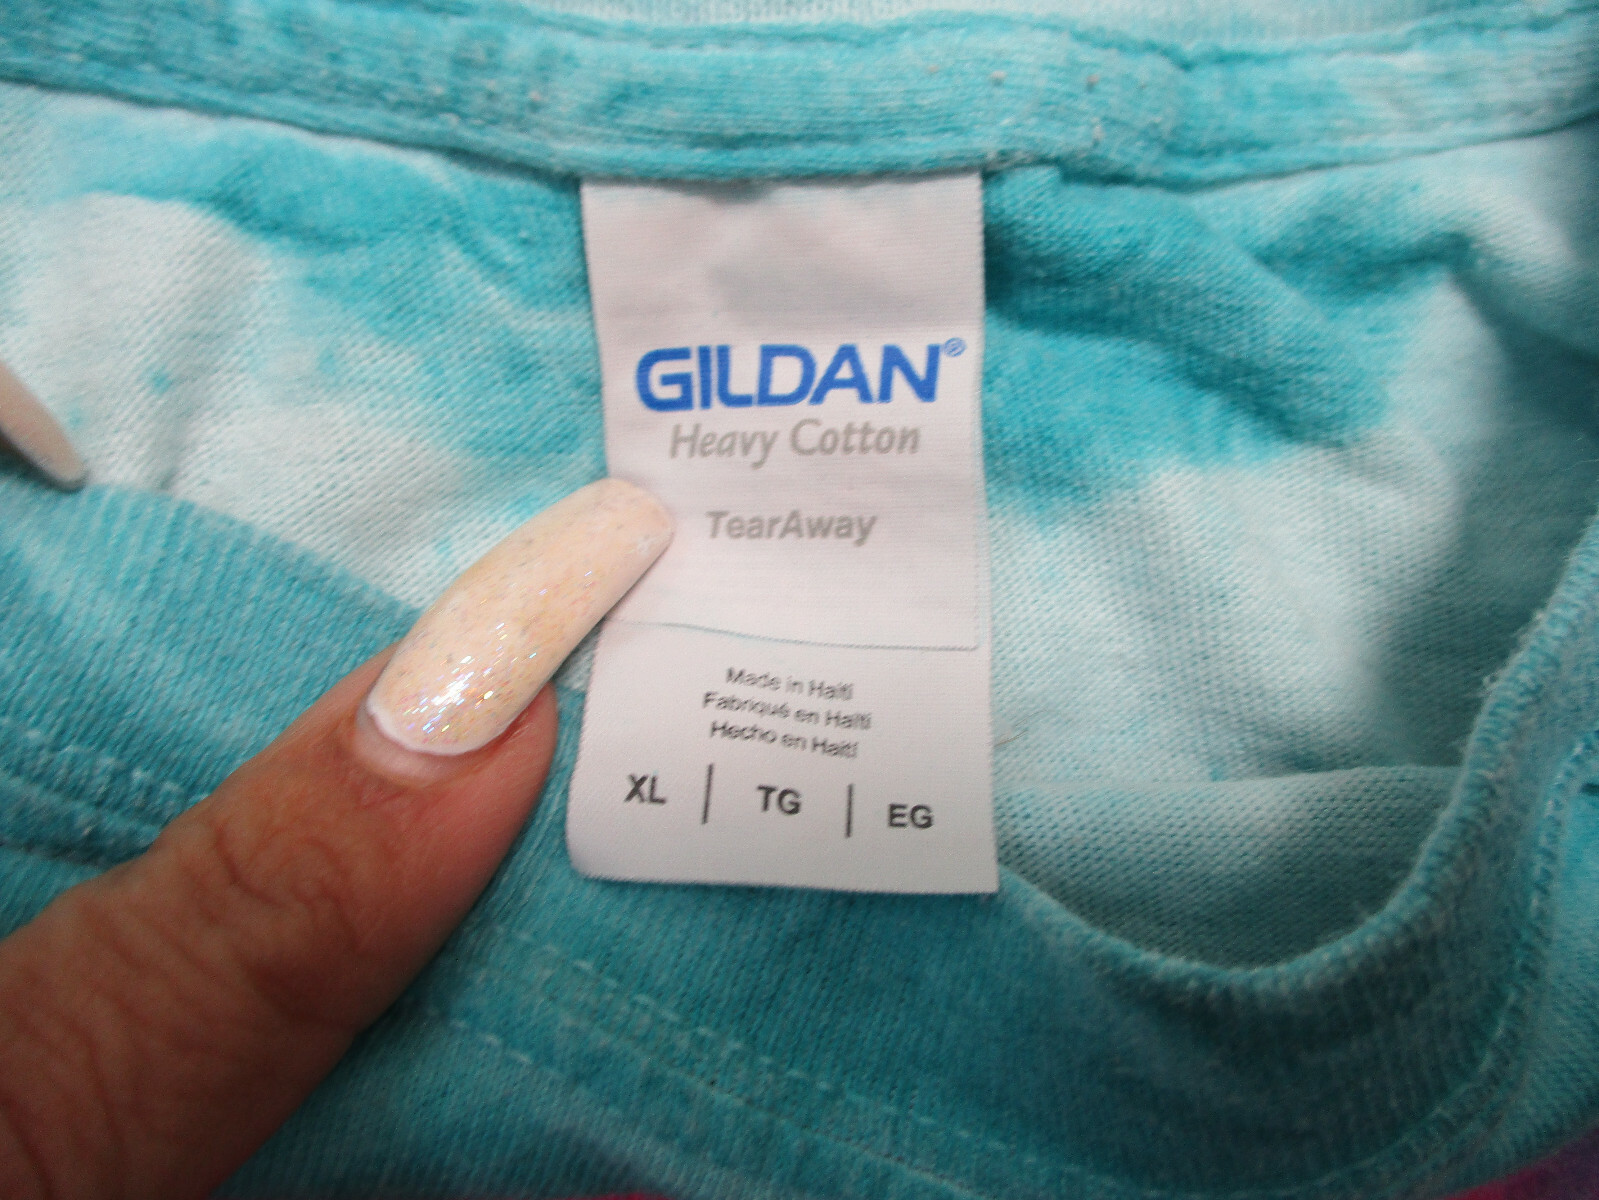 GILDAN®
Heavy Cotton
TearAway
Made in Haiti
Fabriqué en Haïti
Hecho en Haití
XL | TG | EG